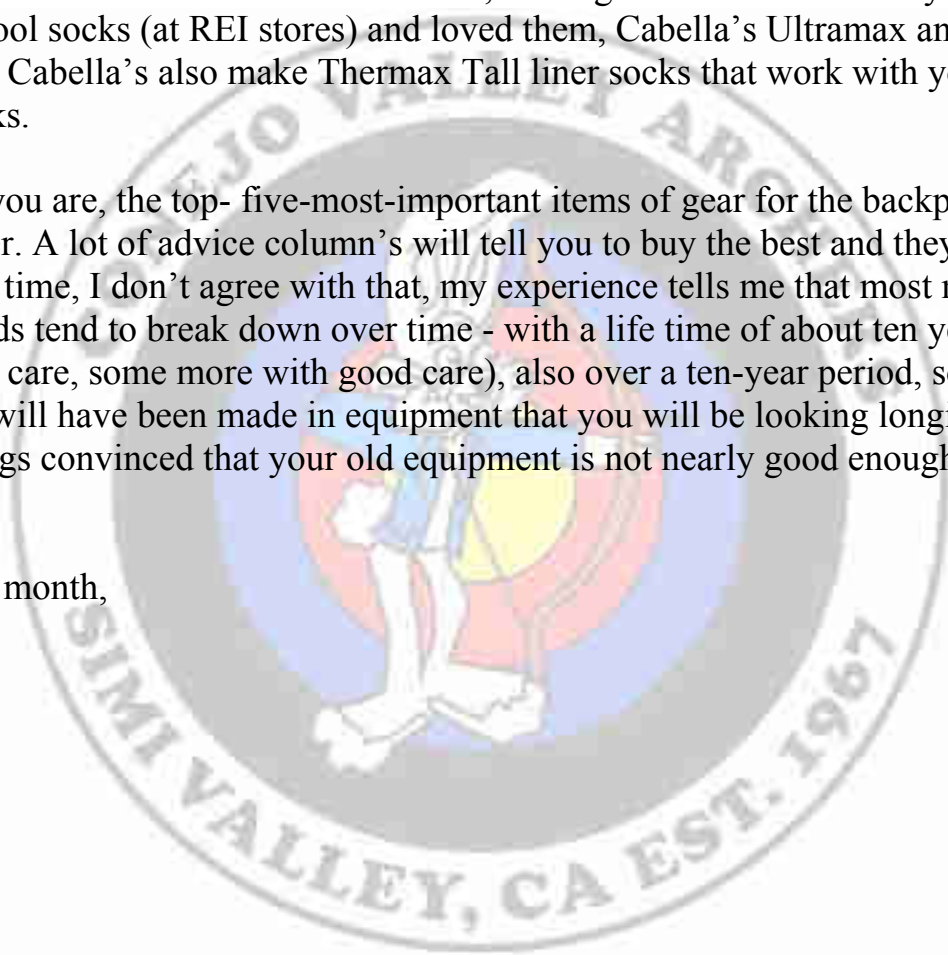 ool socks (at REI stores) and loved them, Cabella’s Ultramax an
Cabella’s also make Thermax Tall liner socks that work with yo
ks.
you are, the top- five-most-important items of gear for the backp
r. A lot of advice column’s will tell you to buy the best and they
time, I don’t agree with that, my experience tells me that most m
ds tend to break down over time - with a life time of about ten ye
care, some more with good care), also over a ten-year period, so
will have been made in equipment that you will be looking longi
gs convinced that your old equipment is not nearly good enough
month,
CONEJO VALLEY ARCHERS
SIMI VALLEY, CA EST. 1967